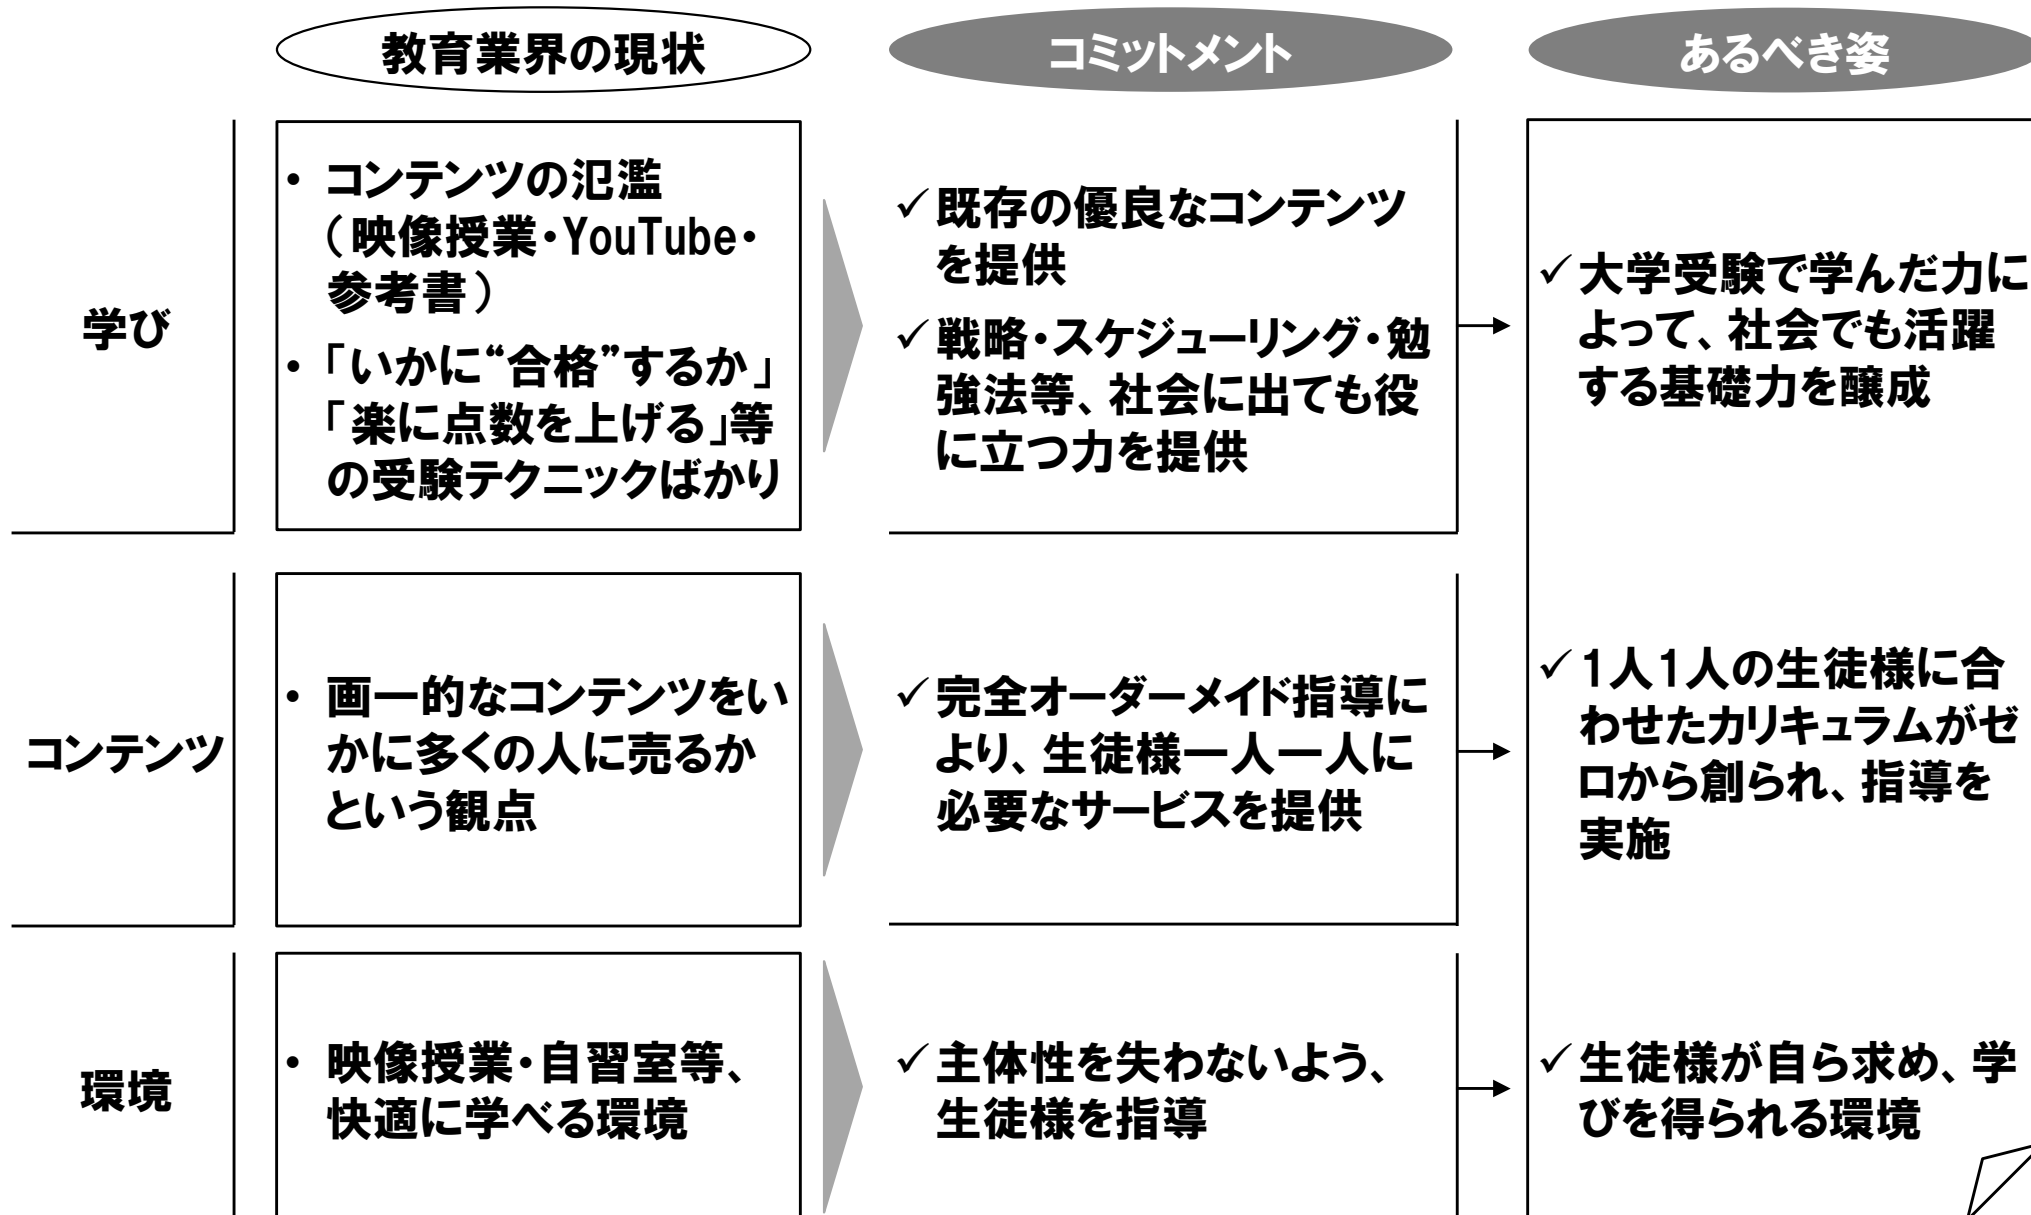 教育業界の現状
コミットメント
あるべき姿
学び
• コンテンツの氾濫
（映像授業・YouTube・
参考書）
• 「いかに“合格”するか」
「楽に点数を上げる」等
の受験テクニックばかり
✓既存の優良なコンテンツ
を提供
✓戦略・スケジューリング・勉
強法等、社会に出ても役
に立つ力を提供
✓大学受験で学んだ力に
よって、社会でも活躍
する基礎力を醸成
コンテンツ
• 画一的なコンテンツをい
かに多くの人に売るか
という観点
✓完全オーダーメイド指導に
より、生徒様一人一人に
必要なサービスを提供
✓1人1人の生徒様に合
わせたカリキュラムがゼ
ロから創られ、指導を
実施
環境
• 映像授業・自習室等、
快適に学べる環境
✓主体性を失わないよう、
生徒様を指導
✓生徒様が自ら求め、学
びを得られる環境